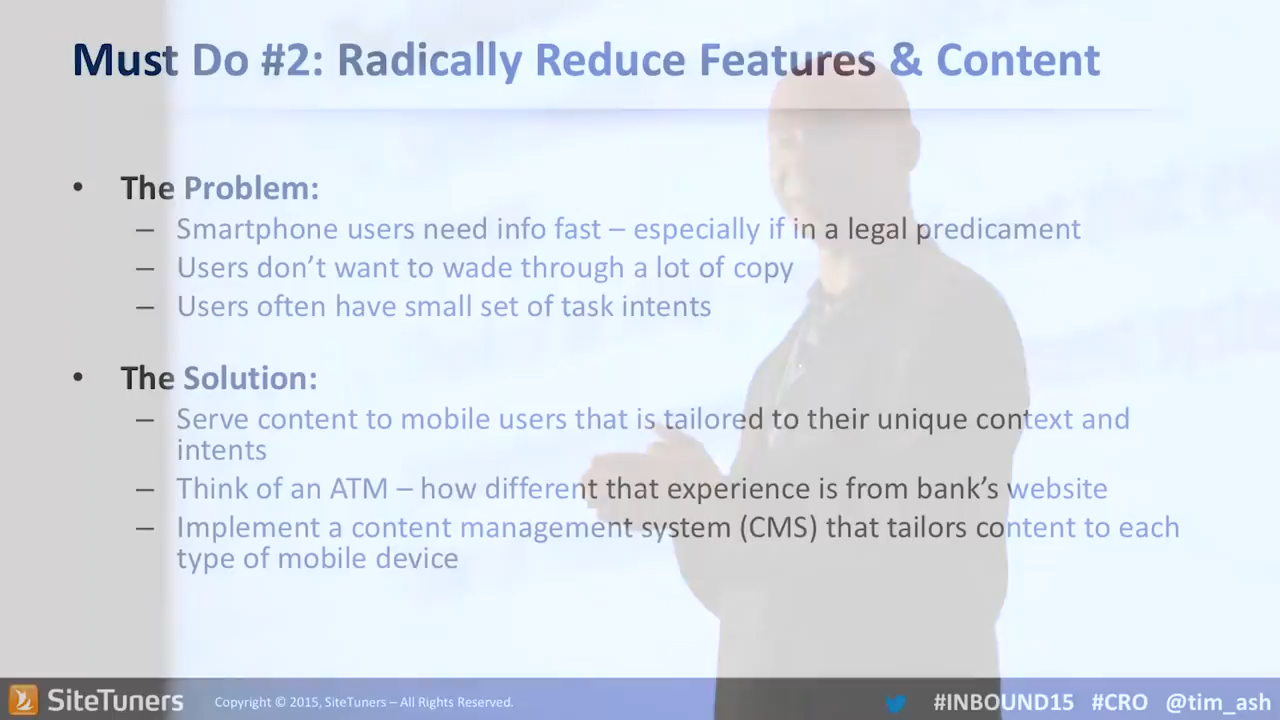 Must Do #2: Radically Reduce Features & Content
• The Problem:
– Smartphone users need info fast – especially if in a legal predicament
– Users don’t want to wade through a lot of copy
– Users often have small set of task intents
• The Solution:
– Serve content to mobile users that is tailored to their unique context and
intents
– Think of an ATM – how different that experience is from bank’s website
– Implement a content management system (CMS) that tailors content to each
type of mobile device
SiteTuners Copyright © 2015, SiteTuners – All Rights Reserved. #INBOUND15 #CRO @tim_ash